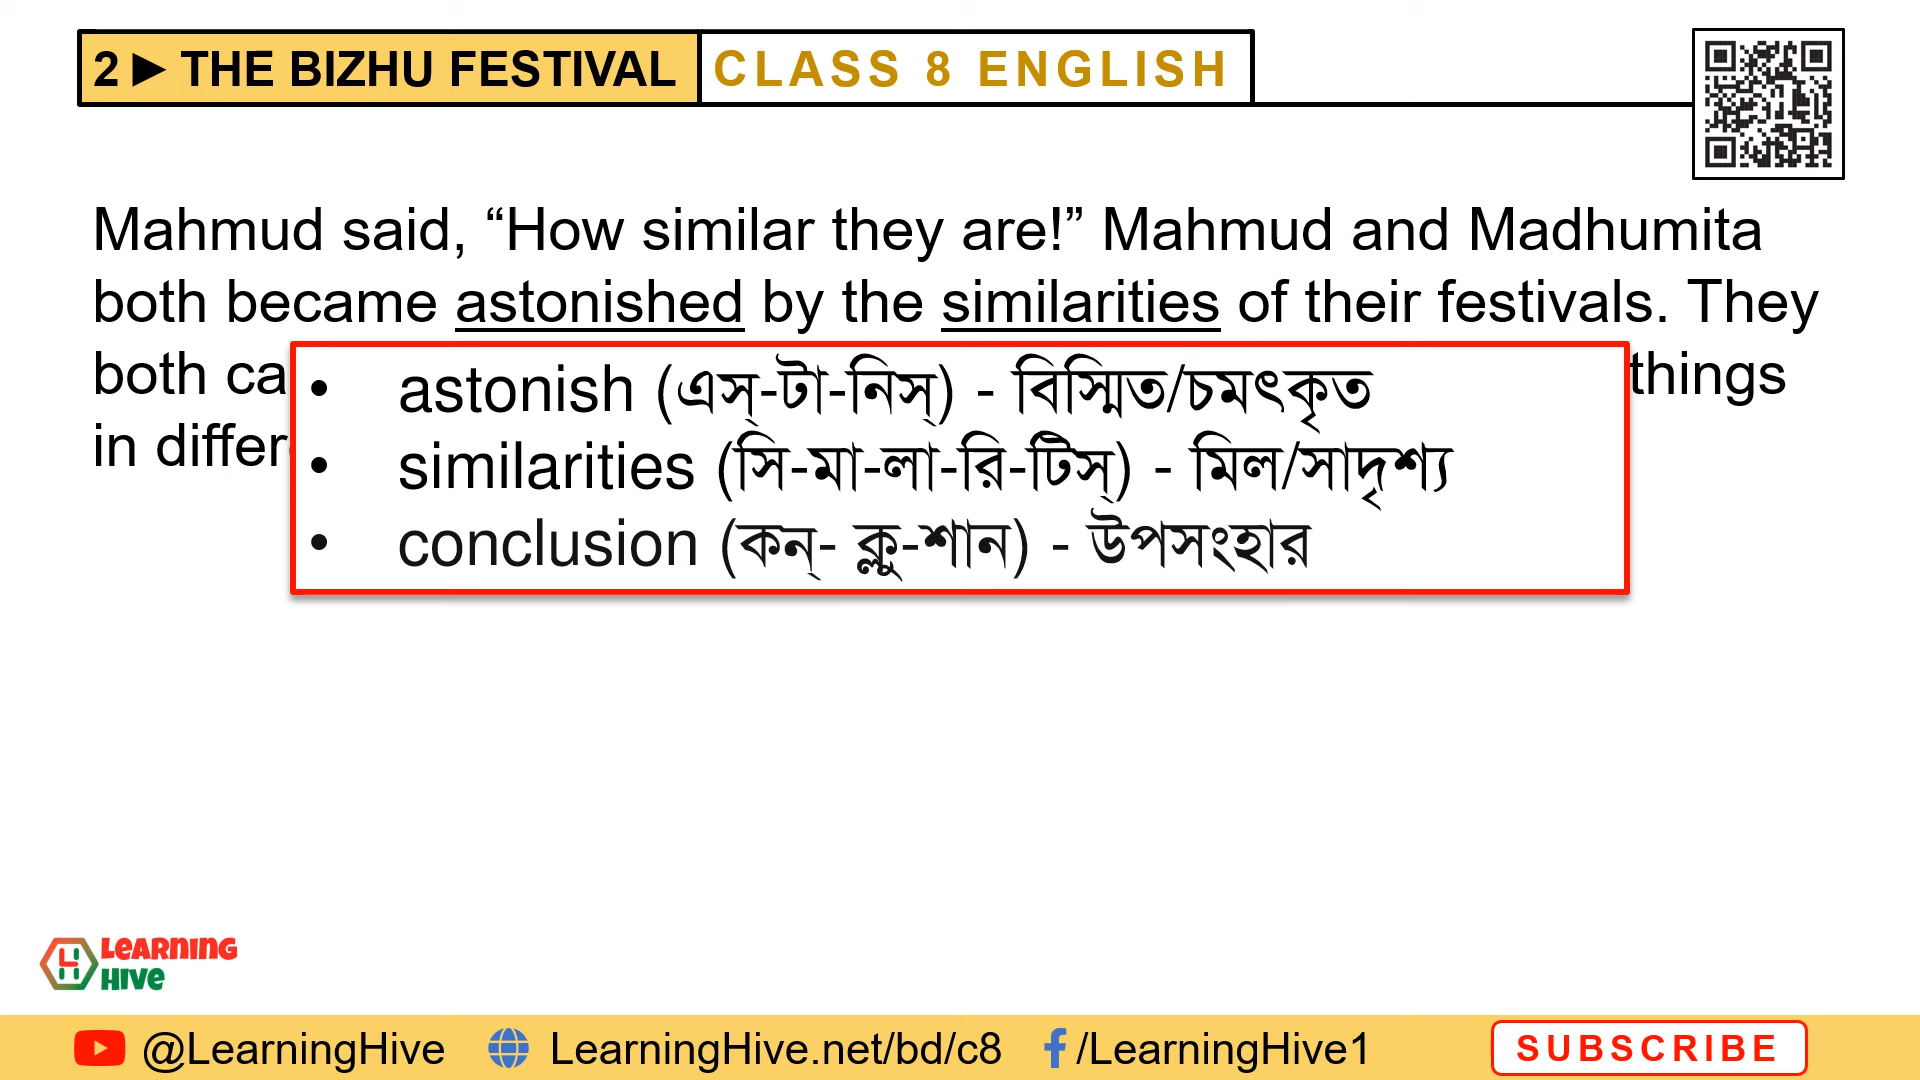 2 ► THE BIZHU FESTIVAL CLASS 8 ENGLISH
Mahmud said, “How similar they are!” Mahmud and Madhumita
both became astonished by the similarities of their festivals. They
both things
in
• astonish (এস্-টা-নিস্) - বিস্মিত/চমৎকৃত
• similarities (সি-মা-লা-রি-টিস্) - মিল/সাদৃশ্য
• conclusion (কন্- ক্লু-শান) - উপসংহার
LEARNING
HIVE
@LearningHive LearningHive.net/bd/c8 /LearningHive1 SUBSCRIBE